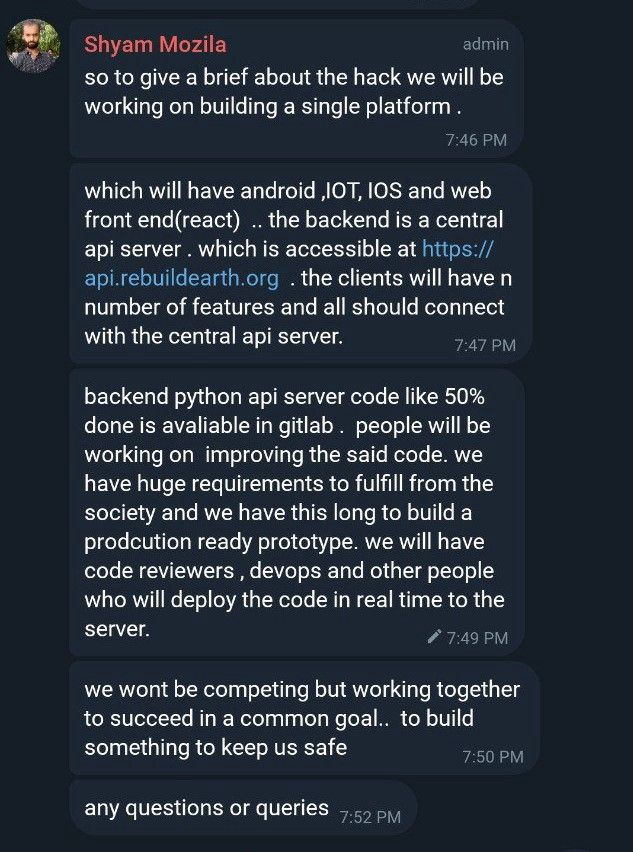 Shyam Mozila admin
so to give a brief about the hack we will be
working on building a single platform .
7:46 PM
which will have android ,IOT, IOS and web
front end(react)  .. the backend is a central
api server . which is accessible at https://
api.rebuildearth.org  . the clients will have n
number of features and all should connect
with the central api server.
7:47 PM
backend python api server code like 50%
done is avaliable in gitlab .  people will be
working on  improving the said code. we
have huge requirements to fulfill from the
society and we have this long to build a
prodcution ready prototype. we will have
code reviewers , devops and other people
who will deploy the code in real time to the
server.
7:49 PM
we wont be competing but working together
to succeed in a common goal..  to build
something to keep us safe
7:50 PM
any questions or queries 7:52 PM